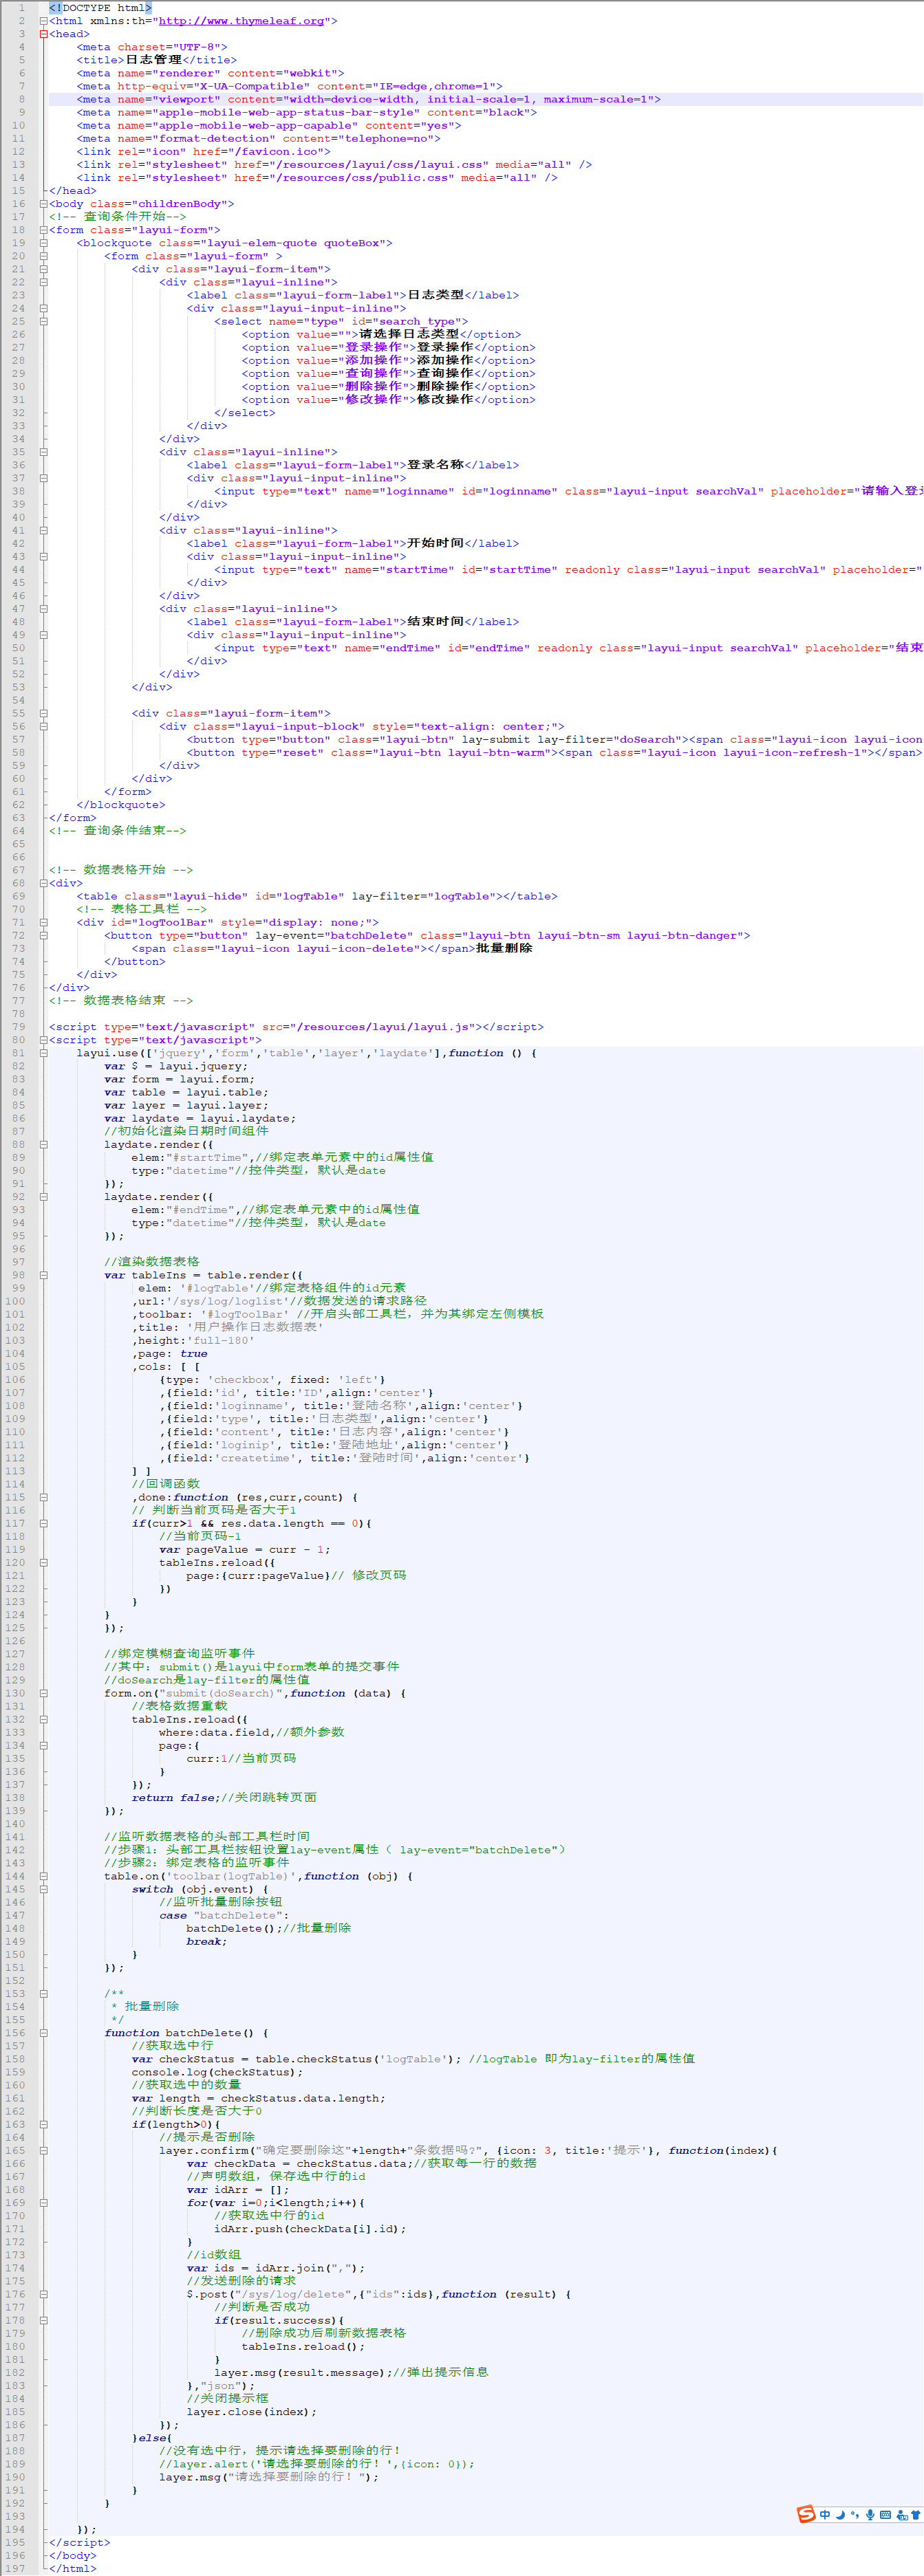 1 <!DOCTYPE html>
2 <html xmlns:th="http://www.thymeleaf.org">
3 <head>
4 <meta charset="UTF-8">
5 <title>日志管理</title>
6 <meta name="renderer" content="webkit">
7 <meta http-equiv="X-UA-Compatible" content="IE=edge,chrome=1">
8 <meta name="viewport" content="width=device-width, initial-scale=1, maximum-scale=1">
9 <meta name="apple-mobile-web-app-status-bar-style" content="black">
10 <meta name="apple-mobile-web-app-capable" content="yes">
11 <meta name="format-detection" content="telephone=no">
12 <link rel="icon" href="/favicon.ico">
13 <link rel="stylesheet" href="/resources/layui/css/layui.css" media="all" />
14 <link rel="stylesheet" href="/resources/css/public.css" media="all" />
15 </head>
16 <body class="childrenBody">
17 <!-- 查询条件开始-->
18 <form class="layui-form">
19 <blockquote class="layui-elem-quote quoteBox">
20 <form class="layui-form" >
21 <div class="layui-form-item">
22 <div class="layui-inline">
23 <label class="layui-form-label">日志类型</label>
24 <div class="layui-input-inline">
25 <select name="type" id="search_type">
26 <option value="">请选择日志类型</option>
27 <option value="登录操作">登录操作</option>
28 <option value="添加操作">添加操作</option>
29 <option value="查询操作">查询操作</option>
30 <option value="删除操作">删除操作</option>
31 <option value="修改操作">修改操作</option>
32 </select>
33 </div>
34 </div>
35 <div class="layui-inline">
36 <label class="layui-form-label">登录名称</label>
37 <div class="layui-input-inline">
38 <input type="text" name="loginname" id="loginname" class="layui-input searchVal" placeholder="请输入登录
39 </div>
40 </div>
41 <div class="layui-inline">
42 <label class="layui-form-label">开始时间</label>
43 <div class="layui-input-inline">
44 <input type="text" name="startTime" id="startTime" readonly class="layui-input searchVal" placeholder="
45 </div>
46 </div>
47 <div class="layui-inline">
48 <label class="layui-form-label">结束时间</label>
49 <div class="layui-input-inline">
50 <input type="text" name="endTime" id="endTime" readonly class="layui-input searchVal" placeholder="结束
51 </div>
52 </div>
53 </div>
54
55 <div class="layui-form-item">
56 <div class="layui-input-block" style="text-align: center;">
57 <button type="button" class="layui-btn" lay-submit lay-filter="doSearch"><span class="layui-icon layui-icon
58 <button type="reset" class="layui-btn layui-btn-warm"><span class="layui-icon layui-icon-refresh-1"></span>
59 </div>
60 </div>
61 </form>
62 </blockquote>
63 </form>
64 <!-- 查询条件结束-->
65
66
67 <!-- 数据表格开始 -->
68 <div>
69 <table class="layui-hide" id="logTable" lay-filter="logTable"></table>
70 <!-- 表格工具栏 -->
71 <div id="logToolBar" style="display: none;">
72 <button type="button" lay-event="batchDelete" class="layui-btn layui-btn-sm layui-btn-danger">
73 <span class="layui-icon layui-icon-delete"></span>批量删除
74 </button>
75 </div>
76 </div>
77 <!-- 数据表格结束 -->
78
79 <script type="text/javascript" src="/resources/layui/layui.js"></script>
80 <script type="text/javascript">
81 layui.use(['jquery','form','table','layer','laydate'],function () {
82 var $ = layui.jquery;
83 var form = layui.form;
84 var table = layui.table;
85 var layer = layui.layer;
86 var laydate = layui.laydate;
87 //初始化渲染日期时间组件
88 laydate.render({
89 elem:"#startTime",//绑定表单元素中的id属性值
90 type:"datetime"//控件类型，默认是date
91 });
92 laydate.render({
93 elem:"#endTime",//绑定表单元素中的id属性值
94 type:"datetime"//控件类型，默认是date
95 });
96
97 //渲染数据表格
98 var tableIns = table.render({
99 elem: '#logTable'//绑定表格组件的id元素
100 ,url:'/sys/log/loglist'//数据发送的请求路径
101 ,toolbar: '#logToolBar' //开启头部工具栏，并为其绑定左侧模板
102 ,title: '用户操作日志数据表'
103 ,height:'full-180'
104 ,page: true
105 ,cols: [ [
106 {type: 'checkbox', fixed: 'left'}
107 ,{field:'id', title:'ID',align:'center'}
108 ,{field:'loginname', title:'登陆名称',align:'center'}
109 ,{field:'type', title:'日志类型',align:'center'}
110 ,{field:'content', title:'日志内容',align:'center'}
111 ,{field:'loginip', title:'登陆地址',align:'center'}
112 ,{field:'createtime', title:'登陆时间',align:'center'}
113 ] ]
114 //回调函数
115 ,done:function (res,curr,count) {
116 // 判断当前页码是否大于1
117 if(curr>1 && res.data.length == 0){
118 //当前页码-1
119 var pageValue = curr - 1;
120 tableIns.reload({
121 page:{curr:pageValue}// 修改页码
122 })
123 }
124 }
125 });
126
127 //绑定模糊查询监听事件
128 //其中：submit()是layui中form表单的提交事件
129 //doSearch是lay-filter的属性值
130 form.on("submit(doSearch)",function (data) {
131 //表格数据重载
132 tableIns.reload({
133 where:data.field,//额外参数
134 page:{
135 curr:1//当前页码
136 }
137 });
138 return false;//关闭跳转页面
139 });
140
141 //监听数据表格的头部工具栏时间
142 //步骤1：头部工具栏按钮设置lay-event属性（ lay-event="batchDelete"）
143 //步骤2：绑定表格的监听事件
144 table.on('toolbar(logTable)',function (obj) {
145 switch (obj.event) {
146 //监听批量删除按钮
147 case "batchDelete":
148 batchDelete();//批量删除
149 break;
150 }
151 });
152
153 /**
154 * 批量删除
155 */
156 function batchDelete() {
157 //获取选中行
158 var checkStatus = table.checkStatus('logTable'); //logTable 即为lay-filter的属性值
159 console.log(checkStatus);
160 //获取选中的数量
161 var length = checkStatus.data.length;
162 //判断长度是否大于0
163 if(length>0){
164 //提示是否删除
165 layer.confirm("确定要删除这"+length+"条数据吗?", {icon: 3, title:'提示'}, function(index){
166 var checkData = checkStatus.data;//获取每一行的数据
167 //声明数组，保存选中行的id
168 var idArr = [];
169 for(var i=0;i<length;i++){
170 //获取选中行的id
171 idArr.push(checkData[i].id);
172 }
173 //id数组
174 var ids = idArr.join(",");
175 //发送删除的请求
176 $.post("/sys/log/delete",{"ids":ids},function (result) {
177 //判断是否成功
178 if(result.success){
179 //删除成功后刷新数据表格
180 tableIns.reload();
181 }
182 layer.msg(result.message);//弹出提示信息
183 },"json");
184 //关闭提示框
185 layer.close(index);
186 });
187 }else{
188 //没有选中行，提示请选择要删除的行！
189 //layer.alert('请选择要删除的行！',{icon: 0});
190 layer.msg("请选择要删除的行！");
191 }
192 }
193
194 });
195 </script>
196 </body>
197 </html>
S 中